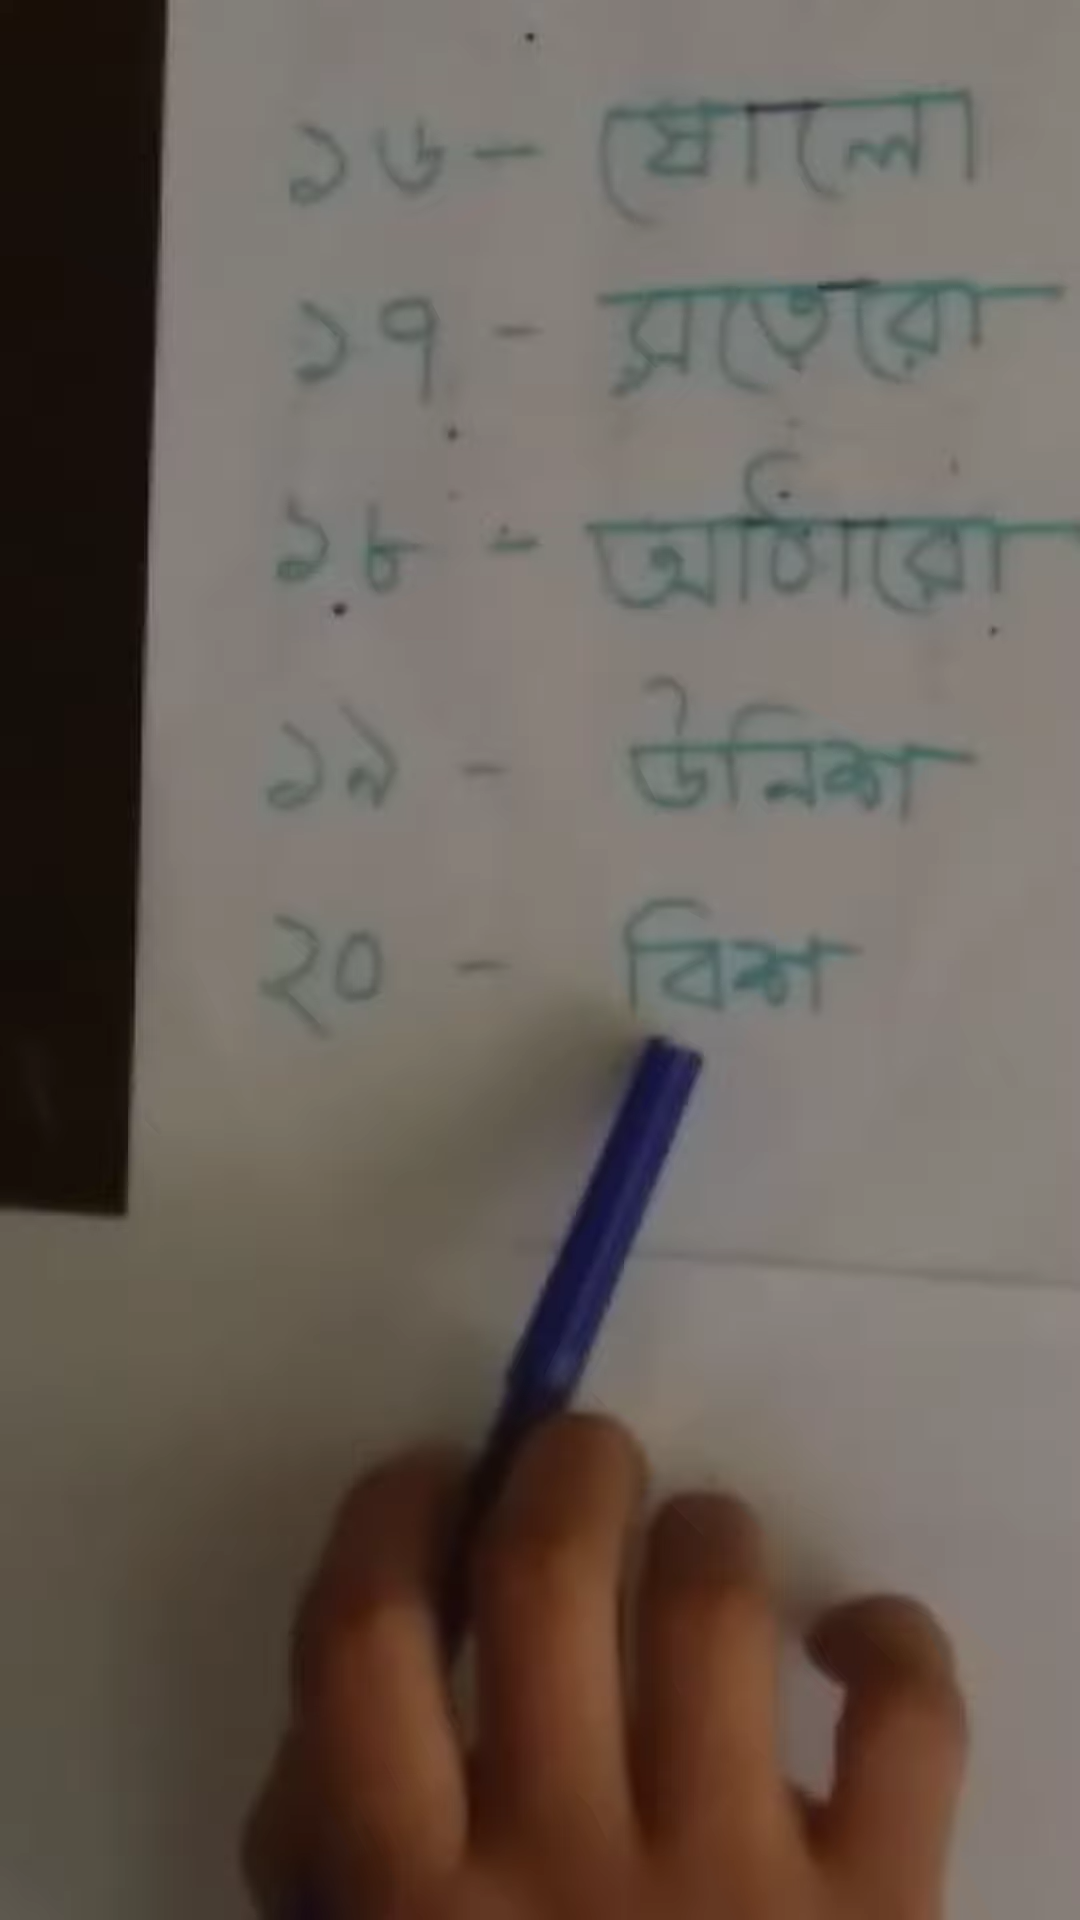 ১৬ - ষোলো
১৭ - সতেরো
১৮ - আঠারো
১৯ - উনিশ
২০ - বিশ